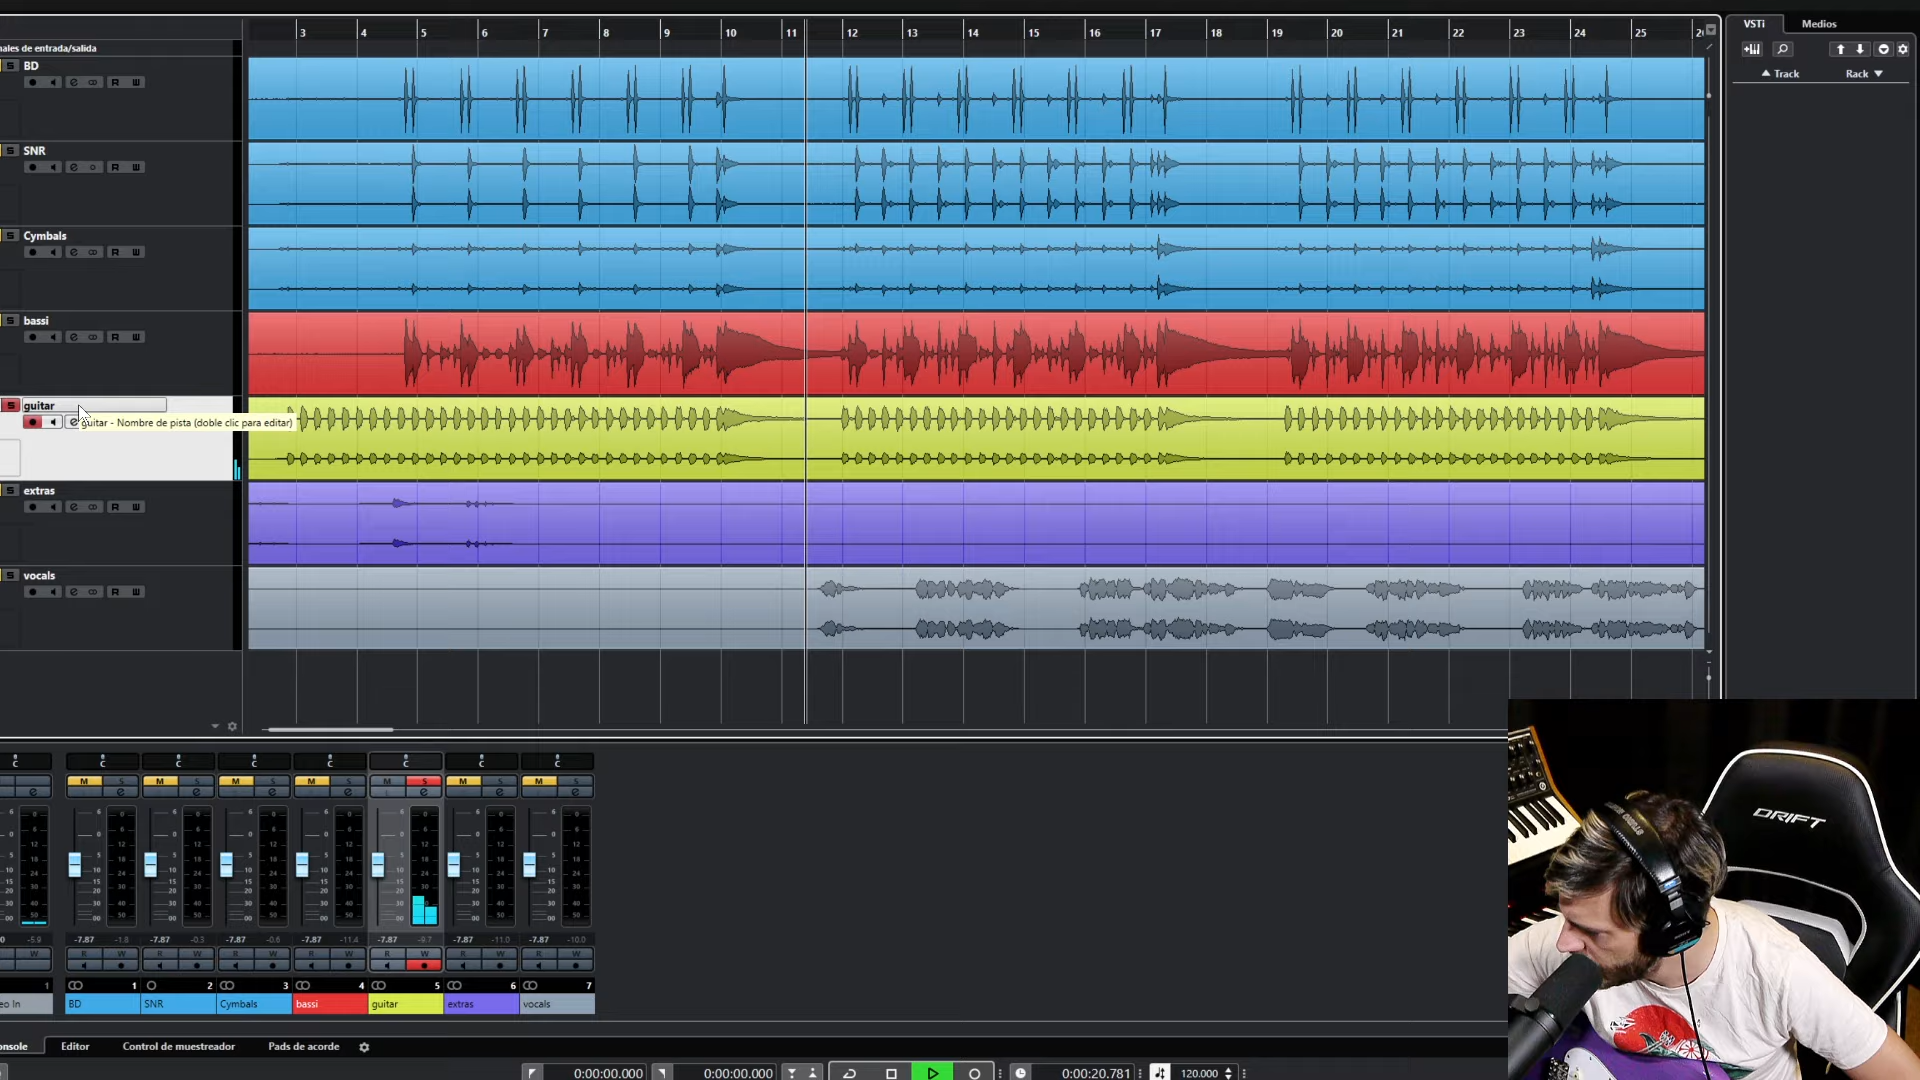 3 4 5 6 7 8 9 10 11 12 13 14 15 16 17 18 19 20 21 22 23 24 25
VSTi Medios
Track Rack
nales de entrada/salida
S BD
R W
S SNR
R W
S Cymbals
R W
S bassi
R W
S guitar
guitar - Nombre de pista (doble clic para editar)
S extras
R W
S vocals
R W
C C C C C C C C
M S M S M S M S M S M S M S
-5.9 -7.87 -1.8 -7.87 -0.3 -7.87 -0.6 -7.87 -11.4 -7.87 -9.7 -7.87 -11.0 -7.87 -10.0
W R W R W R W R W R W R W R W
1 1 2 3 4 5 6 7
eo In BD SNR Cymbals bassi guitar extras vocals
onsole Editor Control de muestreador Pads de acorde
0:00:00.000 0:00:00.000 0:00:20.781 120.000
DRIFT